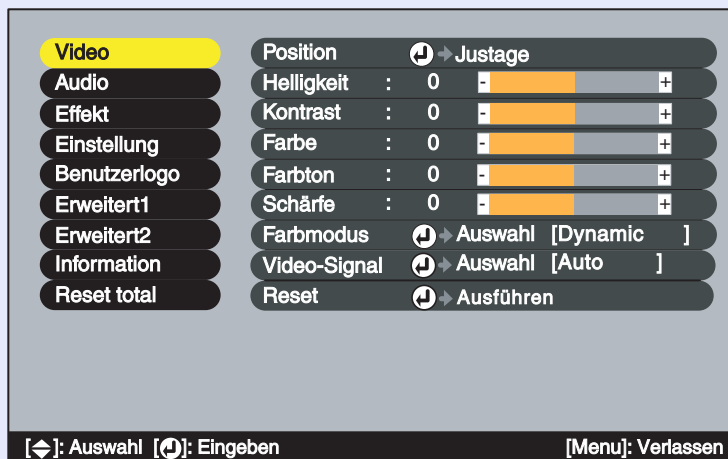 Video
Audio
Effekt
Einstellung
Benutzerlogo
Erweitert1
Erweitert2
Information
Reset total
Position Justage
Helligkeit : 0 - +
Kontrast : 0 - +
Farbe : 0 - +
Farbton : 0 - +
Schärfe : 0 - +
Farbmodus Auswahl [Dynamic ]
Video-Signal Auswahl [Auto ]
Reset Ausführen
[ ]: Auswahl [ ]: Eingeben [Menu]: Verlassen